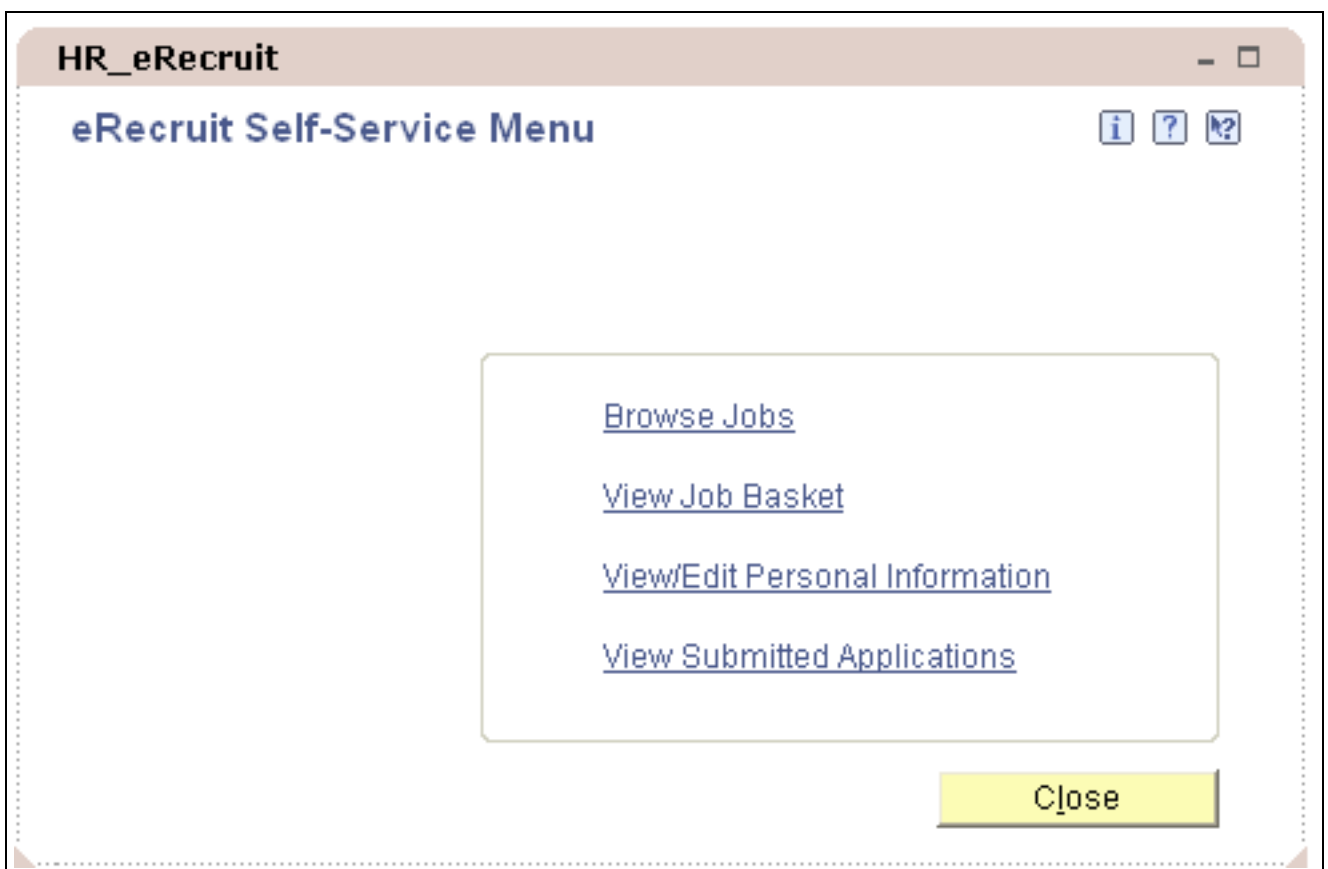 HR_eRecruit
eRecruit Self-Service Menu
i ? ?
Browse Jobs
View Job Basket
View/Edit Personal Information
View Submitted Applications
Close